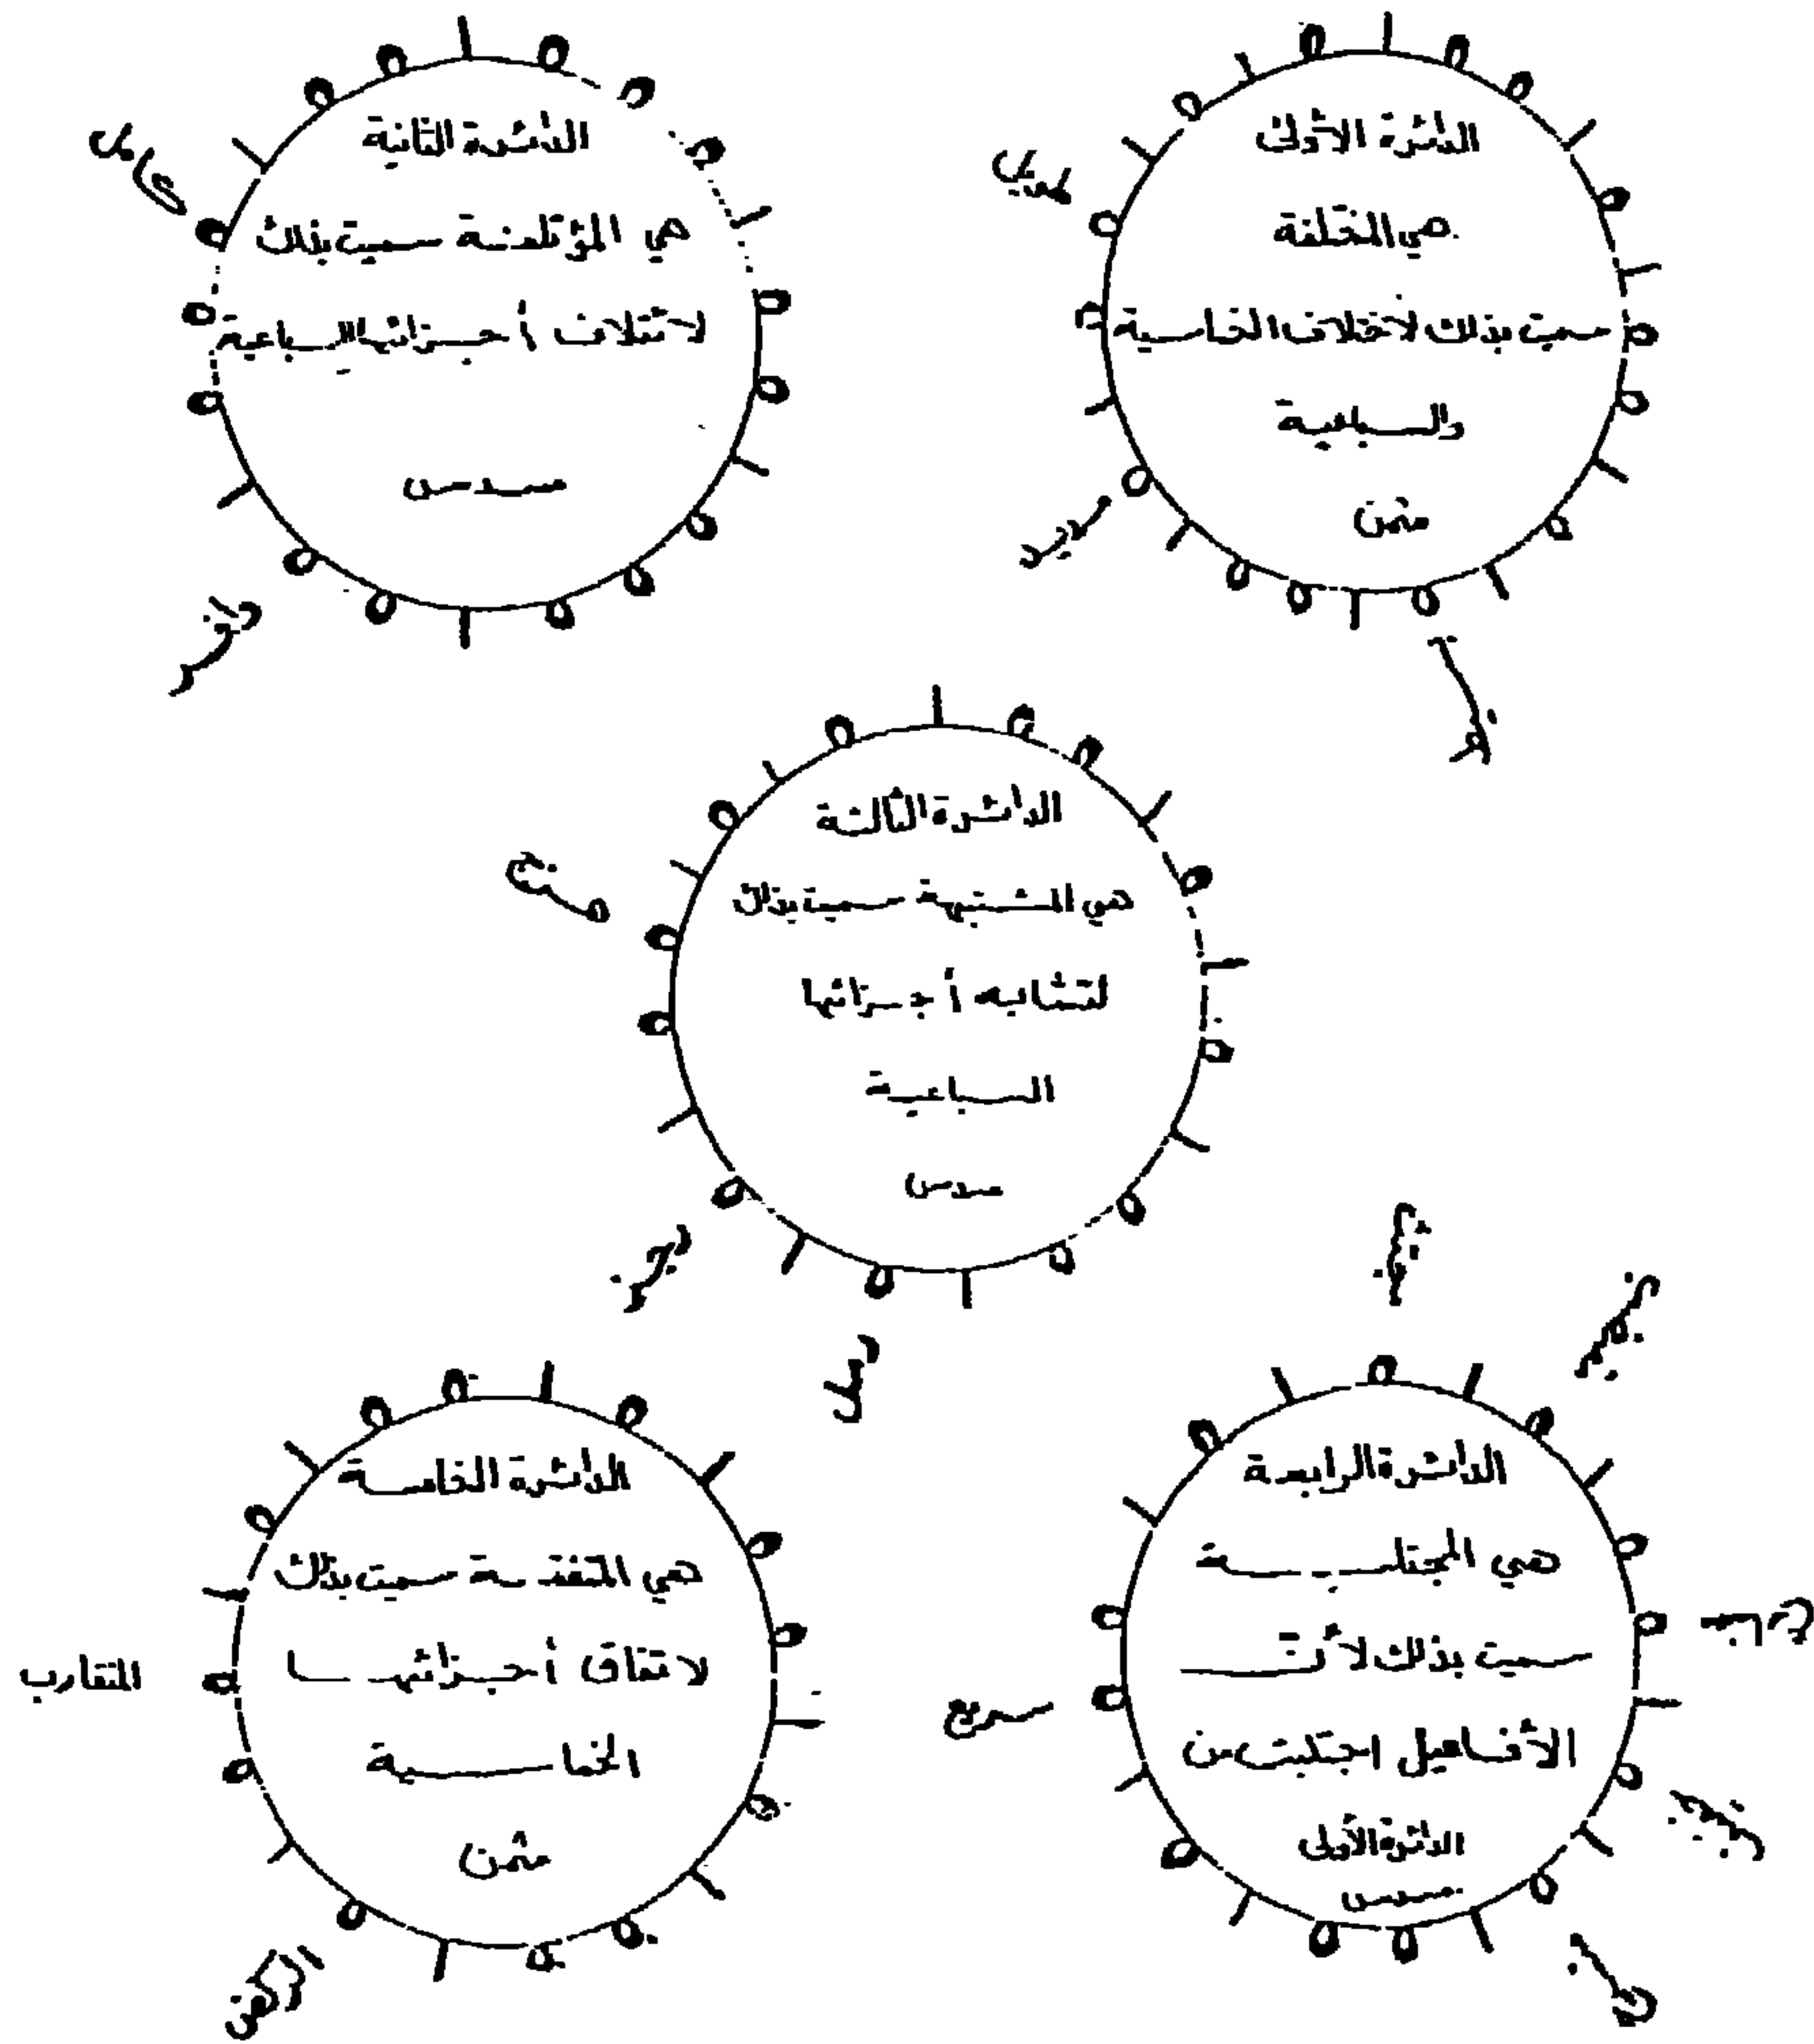 الدائرة الأولى
هي المختلفة
سميت بذلك لاختلاف الخماسية
والسباعية
مثمن
طويل
مديد
الدائرة الثانية
هي المؤتلفة سميت بذلك
لائتلاف أجزائها السباعية
مسدس
كامل
وافر
الدائرة الثالثة
هي المشتبهة سميت بذلك
لتشابه أجزائها
السباعية
مسدس
هزج
رجز
رمل
الدائرة الرابعة
هي المجتلبة
سميت بذلك لأن
الأفاعيل اجتلبت من
الدائرة الأولى
مسدس
سريع
الدائرة الخامسة
هي المتفقة سميت بذلك
لاتفاق أجزائها
الخماسية
مثمن
المتقارب